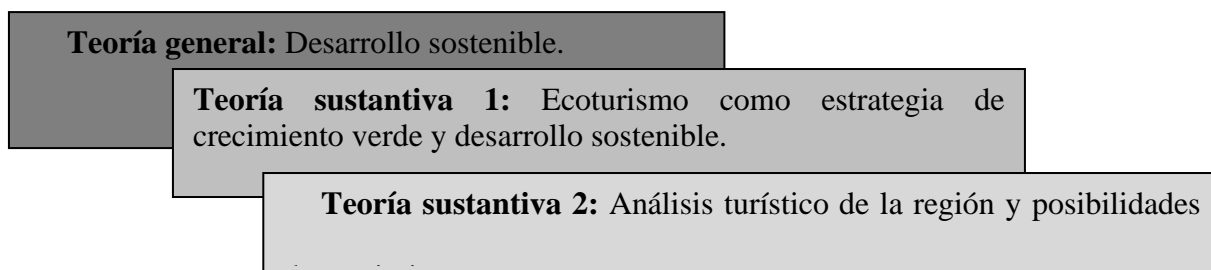 Teoría general: Desarrollo sostenible.
Teoría sustantiva 1: Ecoturismo como estrategia de
crecimiento verde y desarrollo sostenible.
Teoría sustantiva 2: Análisis turístico de la región y posibilidades